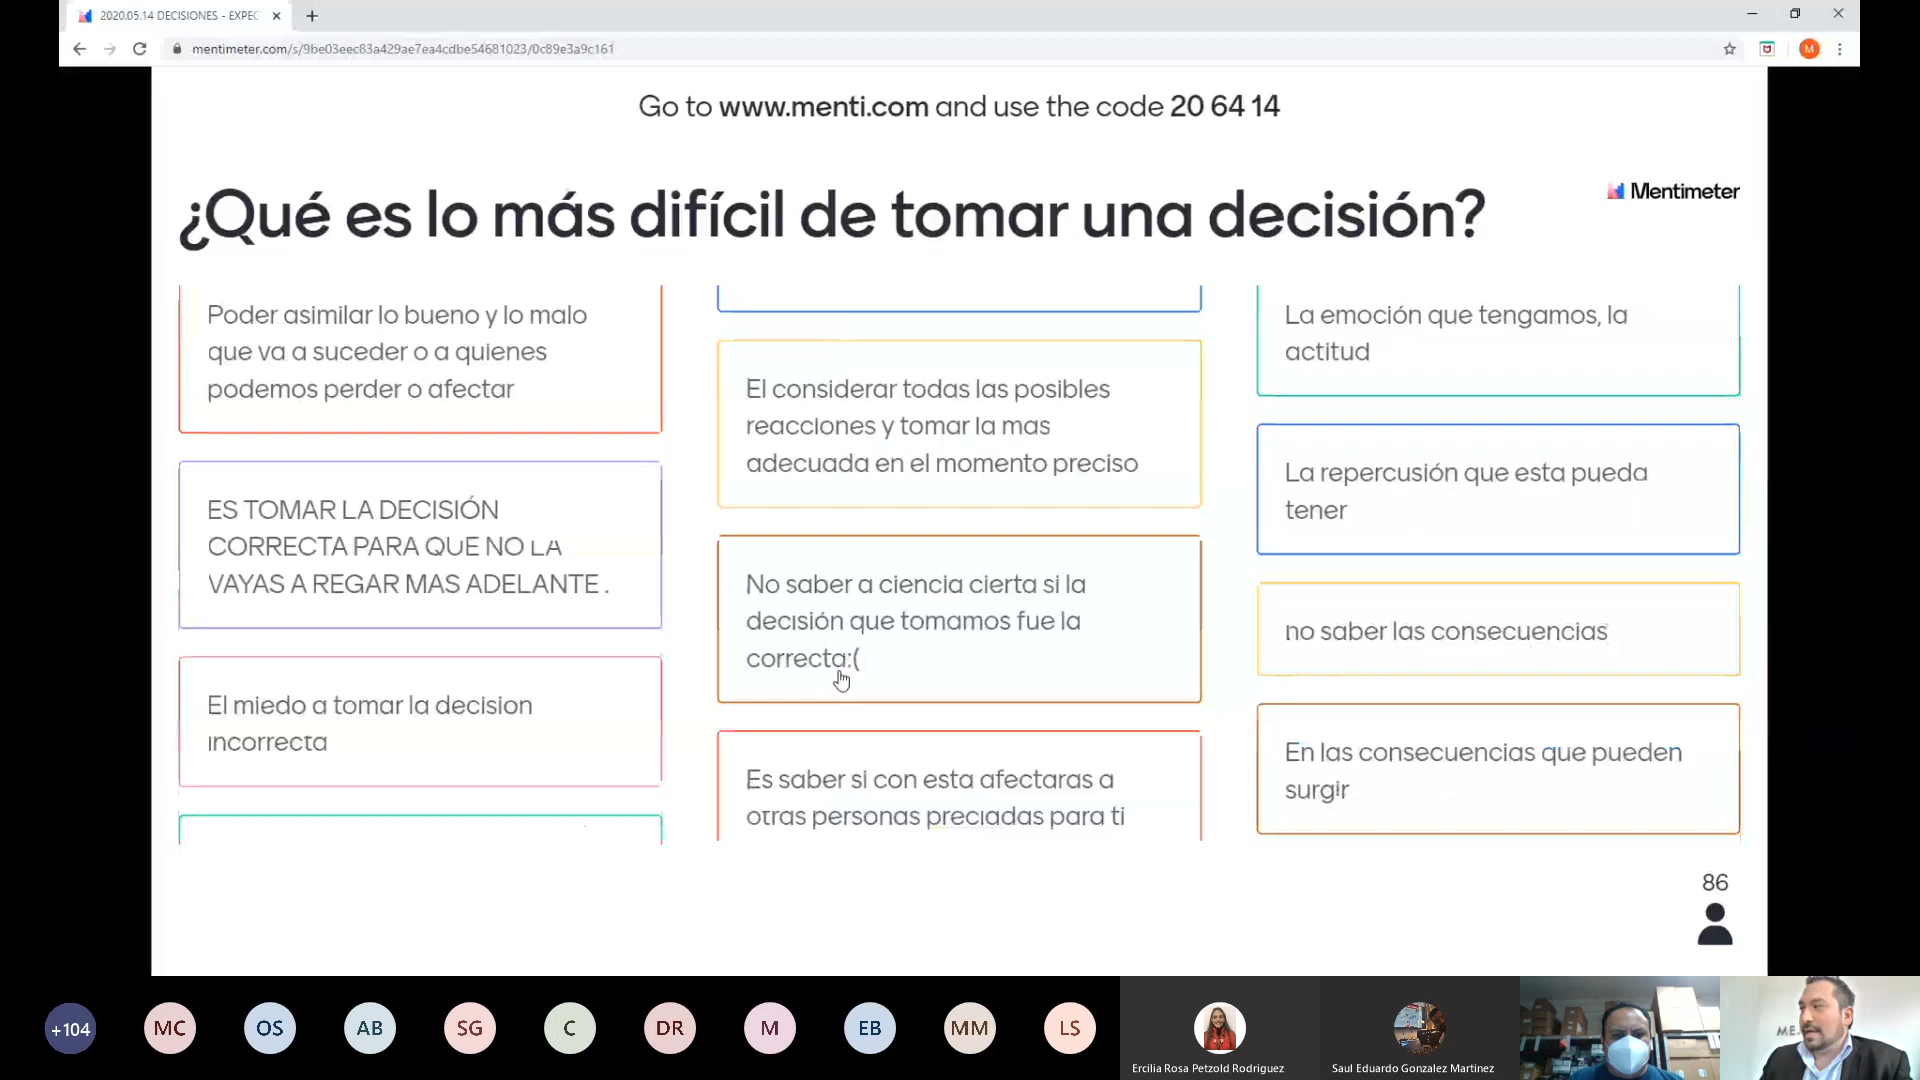 2020.05.14 DECISIONES - EXPEC
mentimeter.com/s/9be03eec83a429ae7ea4cdbe54681023/0c89e3a9c161
M
Go to www.menti.com and use the code 20 64 14
¿Qué es lo más difícil de tomar una decisión?
Mentimeter
Poder asimilar lo bueno y lo malo
que va a suceder o a quienes
podemos perder o afectar
ES TOMAR LA DECISIÓN
CORRECTA PARA QUE NO LA
VAYAS A REGAR MAS ADELANTE .
El miedo a tomar la decision
incorrecta
El considerar todas las posibles
reacciones y tomar la mas
adecuada en el momento preciso
No saber a ciencia cierta si la
decisión que tomamos fue la
correcta:(
Es saber si con esta afectaras a
otras personas preciadas para ti
La emoción que tengamos, la
actitud
La repercusión que esta pueda
tener
no saber las consecuencias
En las consecuencias que pueden
surgir
86
+104
MC
OS
AB
SG
C
DR
M
EB
MM
LS
Ercilia Rosa Petzold Rodriguez
Saul Eduardo Gonzalez Martinez